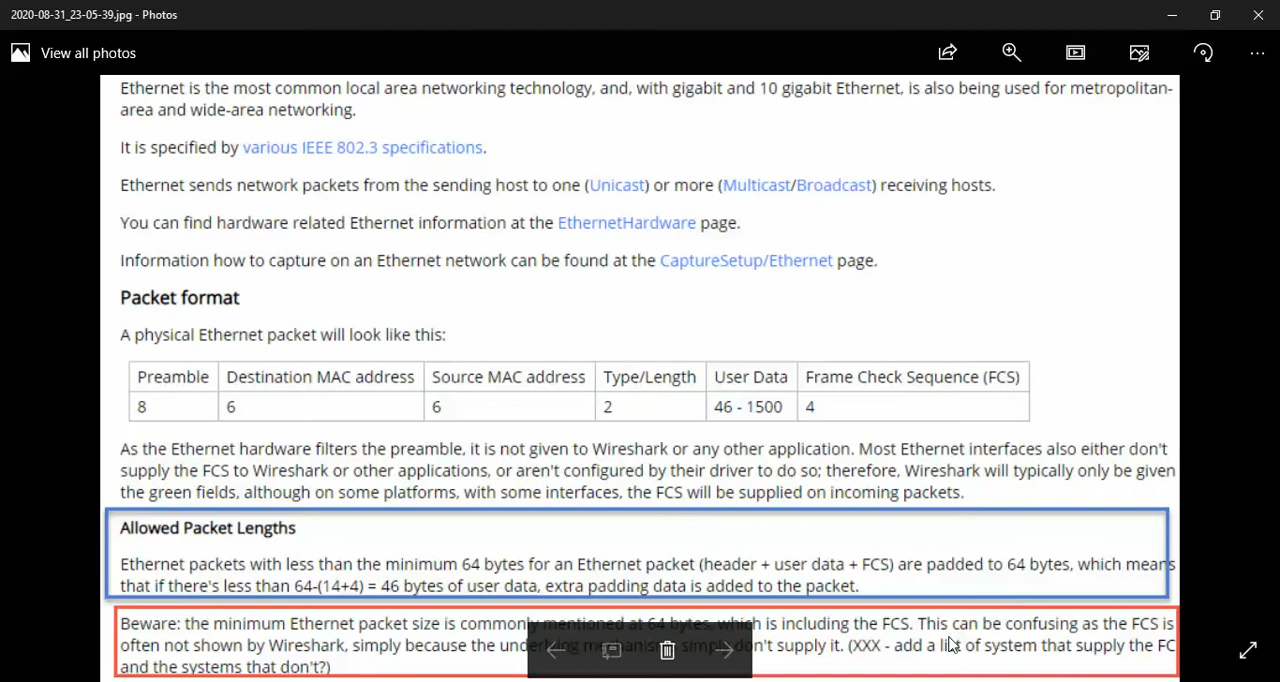 2020-08-31_23-05-39.jpg - Photos
View all photos
Ethernet is the most common local area networking technology, and, with gigabit and 10 gigabit Ethernet, is also being used for metropolitan-
area and wide-area networking.
It is specified by various IEEE 802.3 specifications.
Ethernet sends network packets from the sending host to one (Unicast) or more (Multicast/Broadcast) receiving hosts.
You can find hardware related Ethernet information at the EthernetHardware page.
Information how to capture on an Ethernet network can be found at the CaptureSetup/Ethernet page.
Packet format
A physical Ethernet packet will look like this:
Preamble Destination MAC address Source MAC address Type/Length User Data Frame Check Sequence (FCS)
8 6 6 2 46 - 1500 4
As the Ethernet hardware filters the preamble, it is not given to Wireshark or any other application. Most Ethernet interfaces also either don't
supply the FCS to Wireshark or other applications, or aren't configured by their driver to do so; therefore, Wireshark will typically only be given
the green fields, although on some platforms, with some interfaces, the FCS will be supplied on incoming packets.
Allowed Packet Lengths
Ethernet packets with less than the minimum 64 bytes for an Ethernet packet (header + user data + FCS) are padded to 64 bytes, which means
that if there's less than 64-(14+4) = 46 bytes of user data, extra padding data is added to the packet.
Beware: the minimum Ethernet packet size is commonly mentioned at 64 bytes, which is including the FCS. This can be confusing as the FCS is
often not shown by Wireshark, simply because the underlying mechanisms simply don't supply it. (XXX - add a list of system that supply the FC
and the systems that don't?)